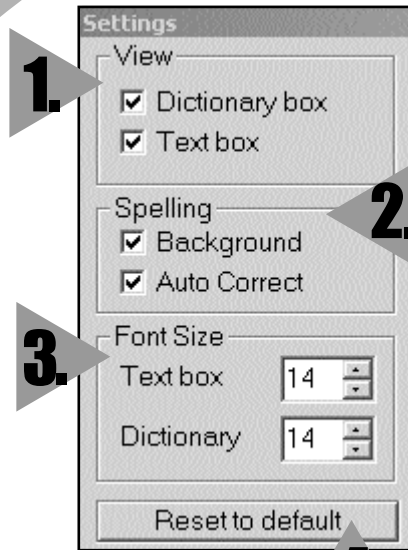 Settings
1.
View
Dictionary box
Text box
2.
Spelling
Background
Auto Correct
3.
Font Size
Text box 14
Dictionary 14
Reset to default